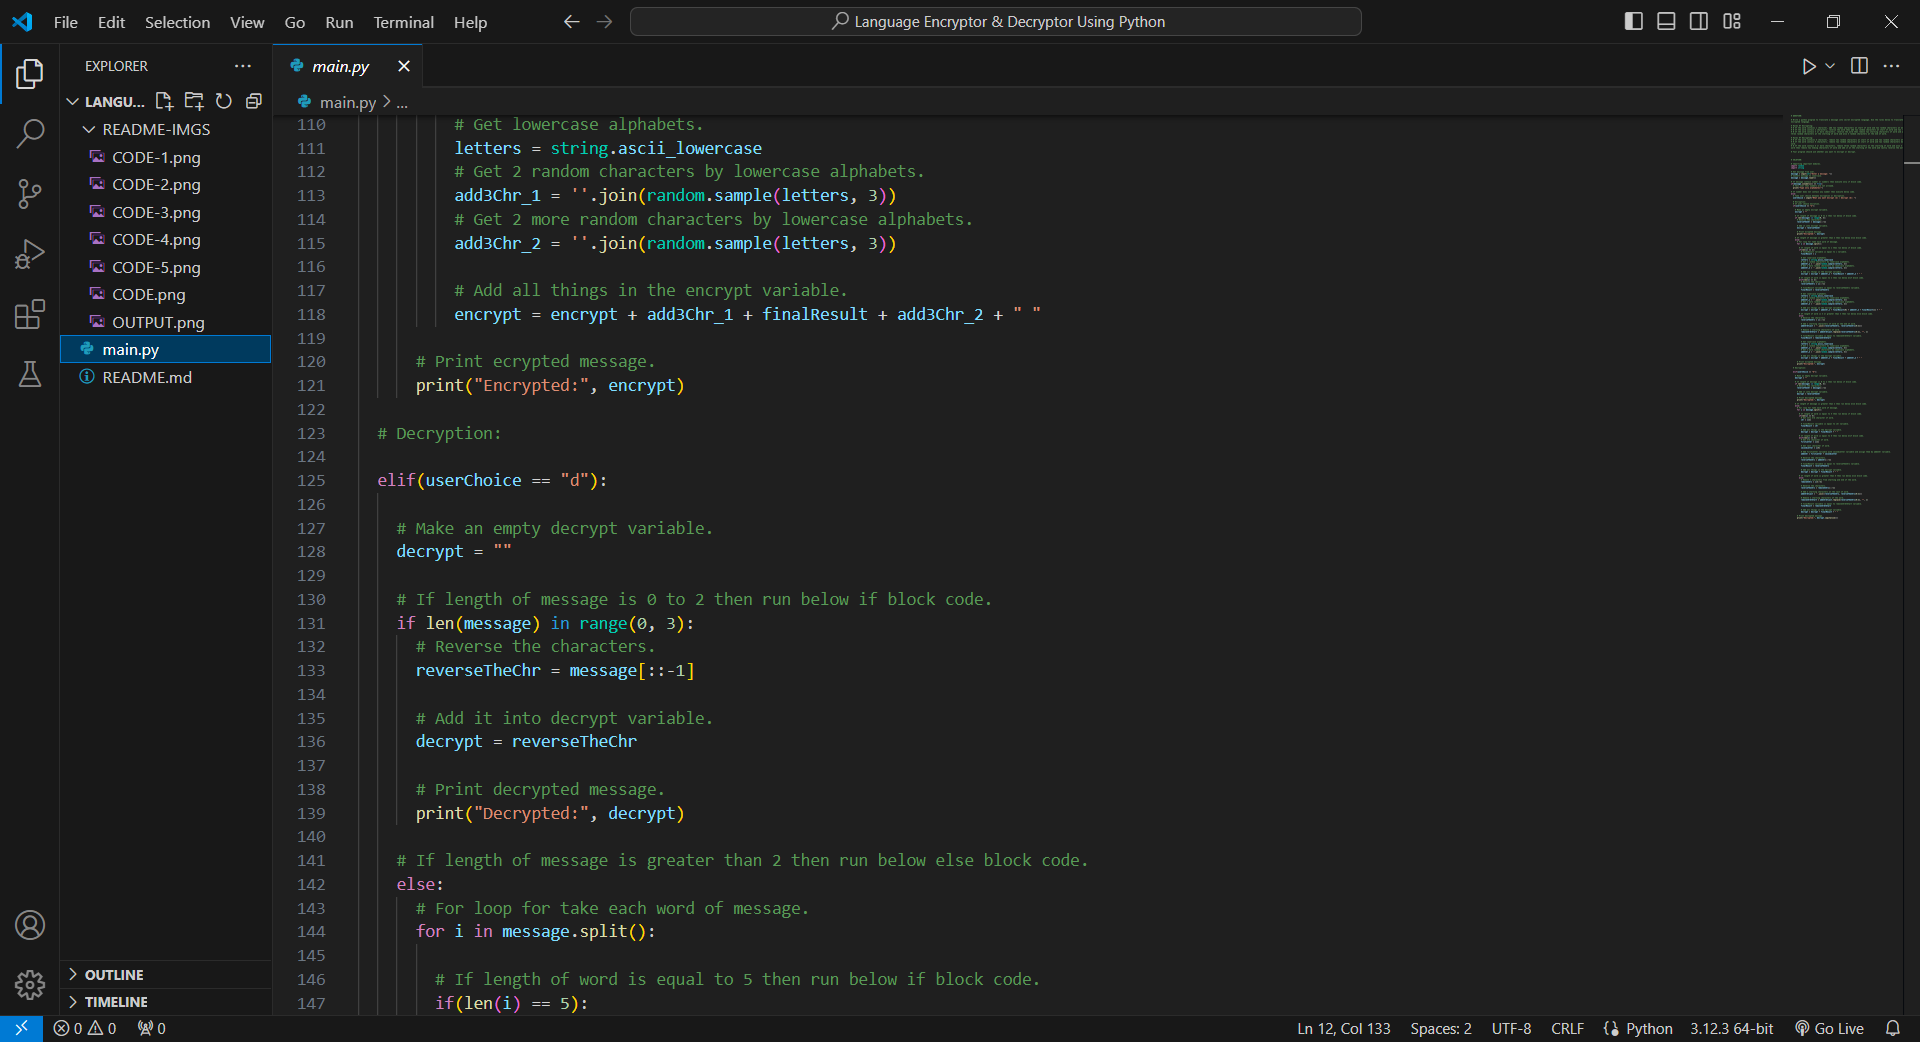 File Edit Selection View Go Run Terminal Help
Language Encryptor & Decryptor Using Python
EXPLORER
LANGU...
README-IMGS
CODE-1.png
CODE-2.png
CODE-3.png
CODE-4.png
CODE-5.png
CODE.png
OUTPUT.png
main.py
README.md
OUTLINE
TIMELINE
main.py
main.py > ...
110 # Get lowercase alphabets.
111 letters = string.ascii_lowercase
112 # Get 2 random characters by lowercase alphabets.
113 add3Chr_1 = ''.join(random.sample(letters, 3))
114 # Get 2 more random characters by lowercase alphabets.
115 add3Chr_2 = ''.join(random.sample(letters, 3))
116
117 # Add all things in the encrypt variable.
118 encrypt = encrypt + add3Chr_1 + finalResult + add3Chr_2 + " "
119
120 # Print ecrypted message.
121 print("Encrypted:", encrypt)
122
123 # Decryption:
124
125 elif(userChoice == "d"):
126
127 # Make an empty decrypt variable.
128 decrypt = ""
129
130 # If length of message is 0 to 2 then run below if block code.
131 if len(message) in range(0, 3):
132 # Reverse the characters.
133 reverseTheChr = message[::-1]
134
135 # Add it into decrypt variable.
136 decrypt = reverseTheChr
137
138 # Print decrypted message.
139 print("Decrypted:", decrypt)
140
141 # If length of message is greater than 2 then run below else block code.
142 else:
143 # For loop for take each word of message.
144 for i in message.split():
145
146 # If length of word is equal to 5 then run below if block code.
147 if(len(i) == 5):
0 0 0
Ln 12, Col 133 Spaces: 2 UTF-8 CRLF Python 3.12.3 64-bit Go Live